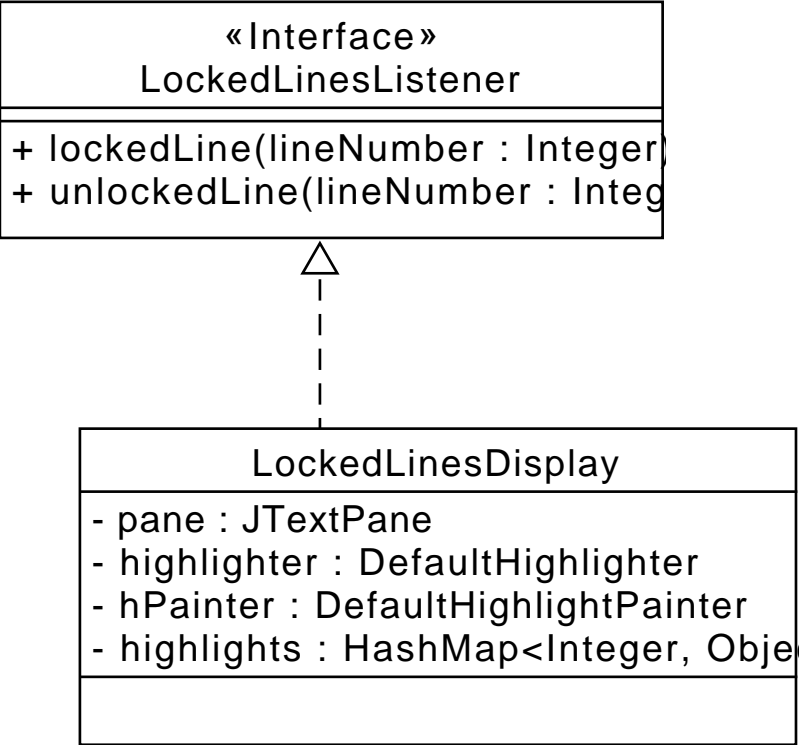 «Interface»
LockedLinesListener
+ lockedLine(lineNumber : Integer)
+ unlockedLine(lineNumber : Integ
LockedLinesDisplay
- pane : JTextPane
- highlighter : DefaultHighlighter
- hPainter : DefaultHighlightPainter
- highlights : HashMap<Integer, Obje